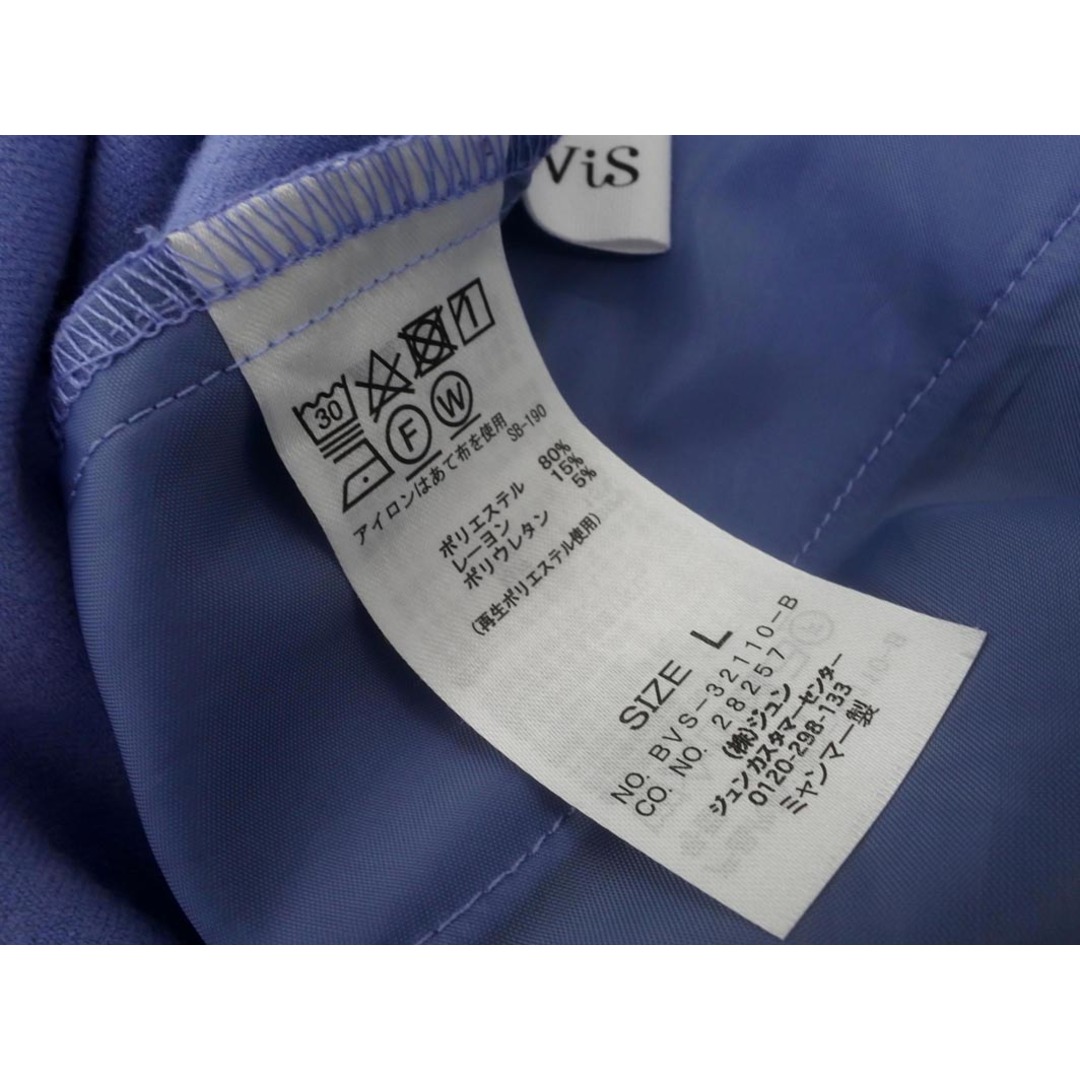 ViS
30
F W
アイロンはあて布を使用 SB-190
ポリエステル 80%
レーヨン 15%
ポリウレタン 5%
(再生ポリエステル使用)
SIZE L
NO. BVS-32110-B
CO. NO. 28257
(株)ジュン
ジュンカスタマーセンター
0120-298-133
ミャンマー製